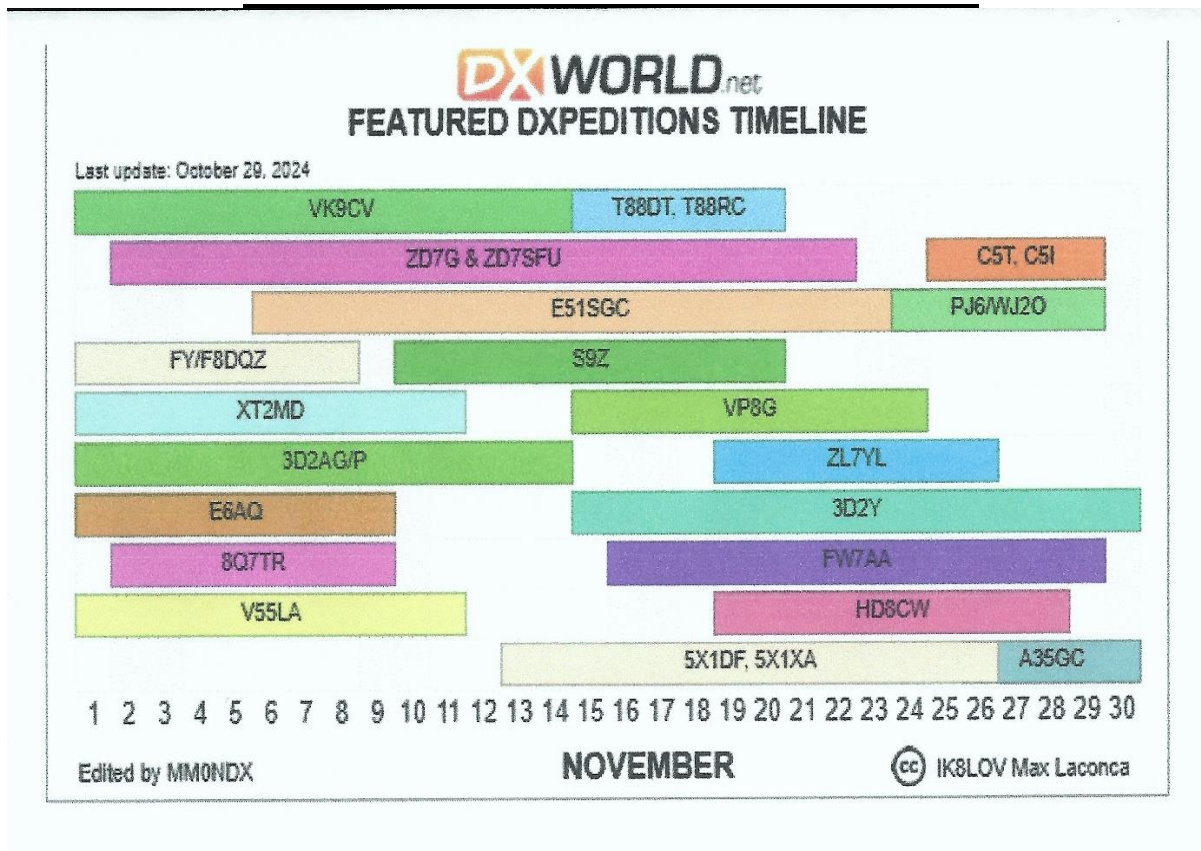 DX WORLD.net
FEATURED DXPEDITIONS TIMELINE
Last update: October 29, 2024
VK9CV T88DT, T88RC
ZD7G & ZD7SFU C5T, C5I
E51SGC PJ6/WJ2O
FY/F8DQZ S9Z
XT2MD VP8G
3D2AG/P ZL7YL
E6AQ 3D2Y
8Q7TR FW7AA
V55LA HD8CW
5X1DF, 5X1XA A35GC
1 2 3 4 5 6 7 8 9 10 11 12 13 14 15 16 17 18 19 20 21 22 23 24 25 26 27 28 29 30
Edited by MM0NDX NOVEMBER cc IK8LOV Max Laconca